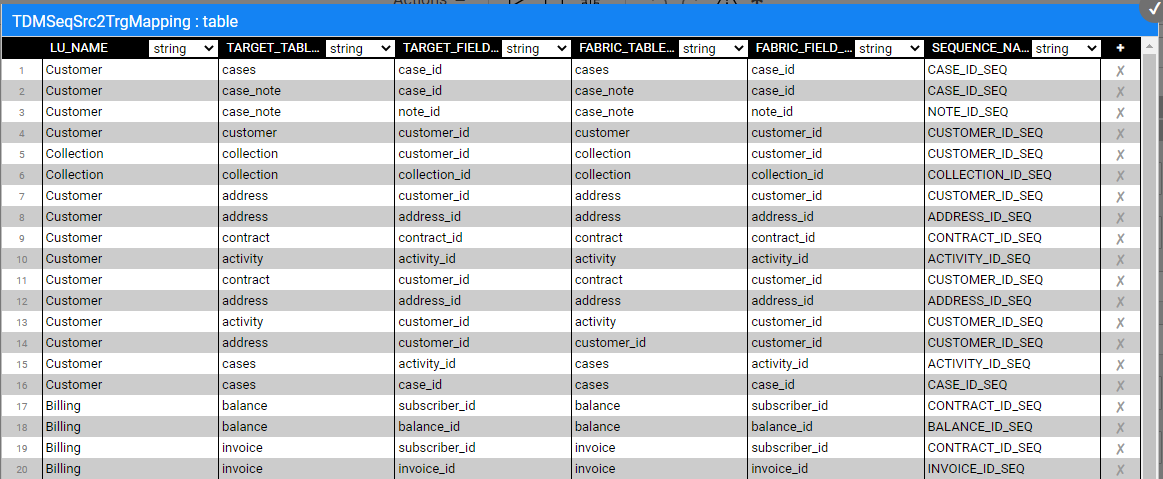 Actions
TDMSeqSrc2TrgMapping : table
LU_NAME string TARGET_TABL... string TARGET_FIELD... string FABRIC_TABLE... string FABRIC_FIELD_... string SEQUENCE_NA... string +
1 Customer cases case_id cases case_id CASE_ID_SEQ ✗
2 Customer case_note case_id case_note case_id CASE_ID_SEQ ✗
3 Customer case_note note_id case_note note_id NOTE_ID_SEQ ✗
4 Customer customer customer_id customer customer_id CUSTOMER_ID_SEQ ✗
5 Collection collection customer_id collection customer_id CUSTOMER_ID_SEQ ✗
6 Collection collection collection_id collection collection_id COLLECTION_ID_SEQ ✗
7 Customer address customer_id address customer_id CUSTOMER_ID_SEQ ✗
8 Customer address address_id address address_id ADDRESS_ID_SEQ ✗
9 Customer contract contract_id contract contract_id CONTRACT_ID_SEQ ✗
10 Customer activity activity_id activity activity_id ACTIVITY_ID_SEQ ✗
11 Customer contract customer_id contract customer_id CUSTOMER_ID_SEQ ✗
12 Customer address address_id address address_id ADDRESS_ID_SEQ ✗
13 Customer activity customer_id activity customer_id CUSTOMER_ID_SEQ ✗
14 Customer address customer_id customer_id customer_id CUSTOMER_ID_SEQ ✗
15 Customer cases activity_id cases activity_id ACTIVITY_ID_SEQ ✗
16 Customer cases case_id cases case_id CASE_ID_SEQ ✗
17 Billing balance subscriber_id balance subscriber_id CONTRACT_ID_SEQ ✗
18 Billing balance balance_id balance balance_id BALANCE_ID_SEQ ✗
19 Billing invoice subscriber_id invoice subscriber_id CONTRACT_ID_SEQ ✗
20 Billing invoice invoice_id invoice invoice_id INVOICE_ID_SEQ ✗